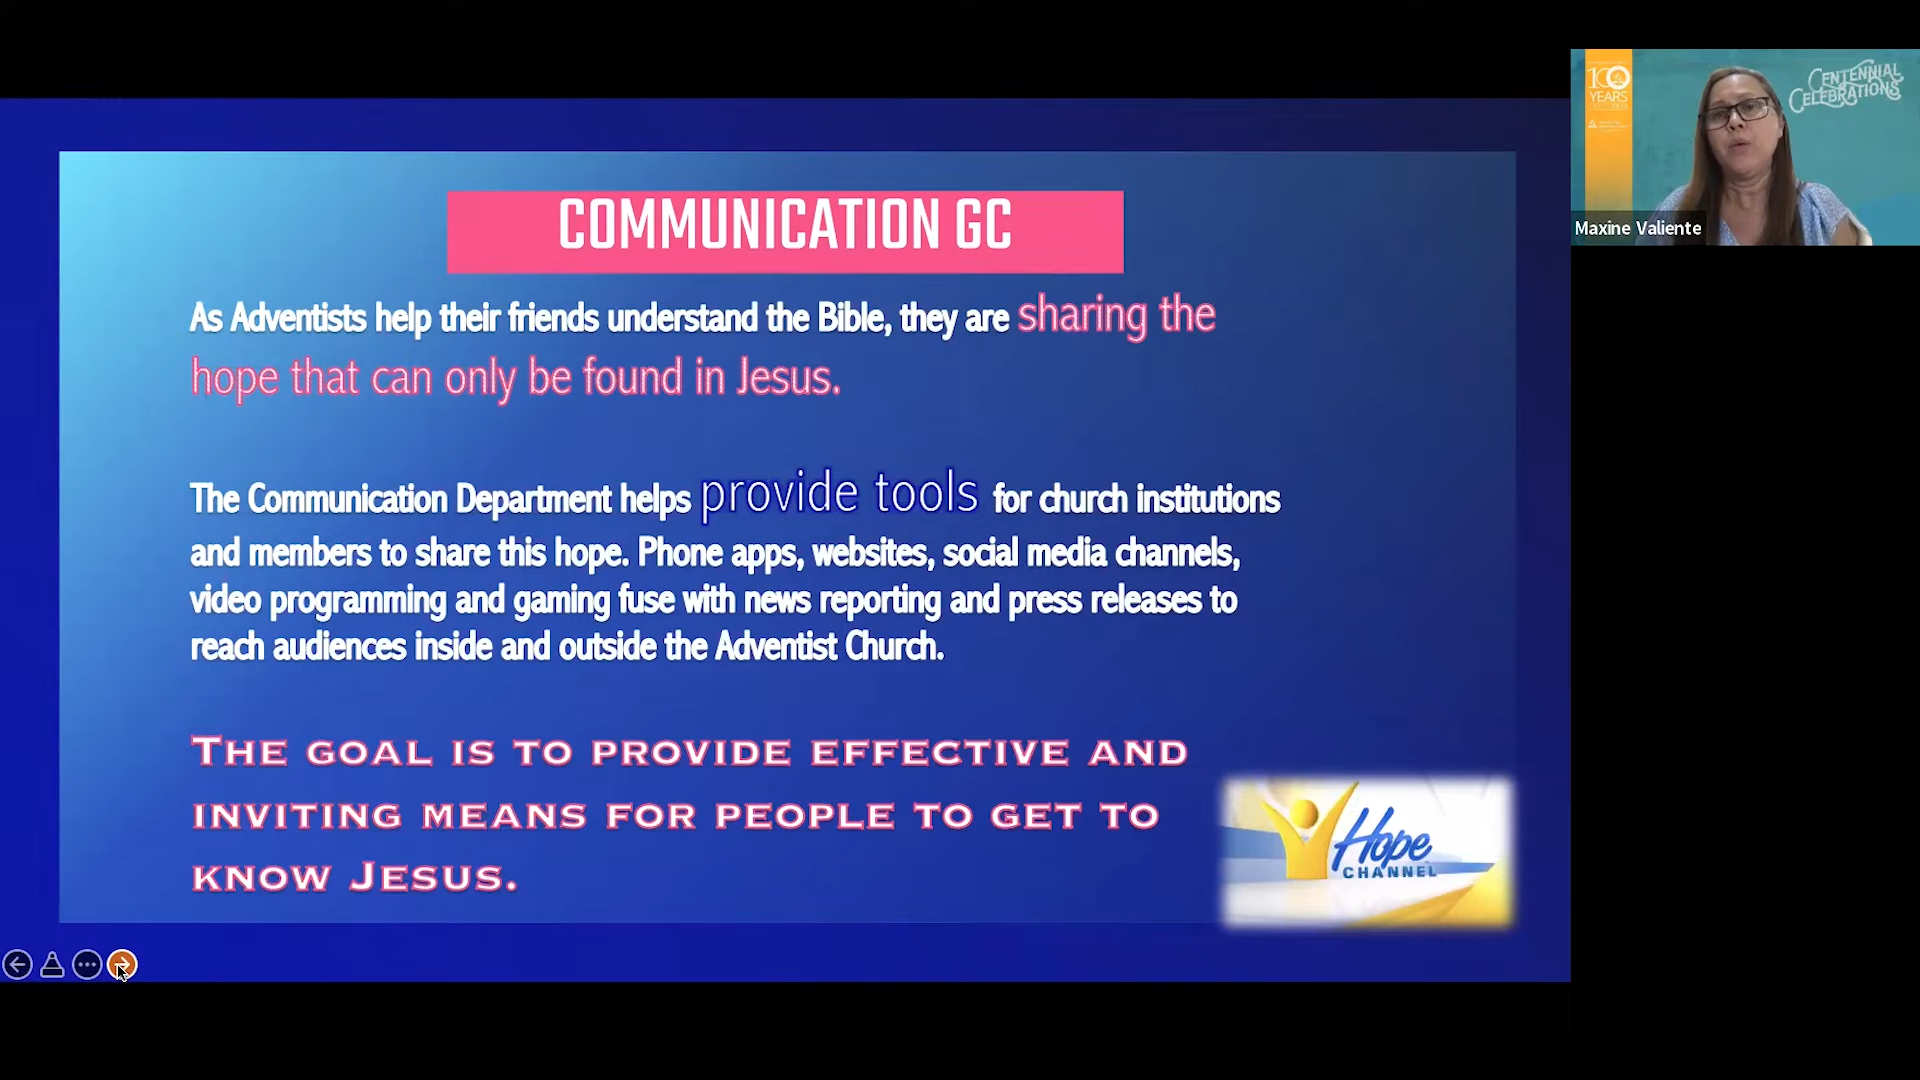 COMMUNICATION GC
As Adventists help their friends understand the Bible, they are sharing the
hope that can only be found in Jesus.
The Communication Department helps provide tools for church institutions
and members to share this hope. Phone apps, websites, social media channels,
video programming and gaming fuse with news reporting and press releases to
reach audiences inside and outside the Adventist Church.
THE GOAL IS TO PROVIDE EFFECTIVE AND
INVITING MEANS FOR PEOPLE TO GET TO
KNOW JESUS.
Hope
CHANNEL
100
YEARS
CENTENNIAL
CELEBRATIONS
Maxine Valiente